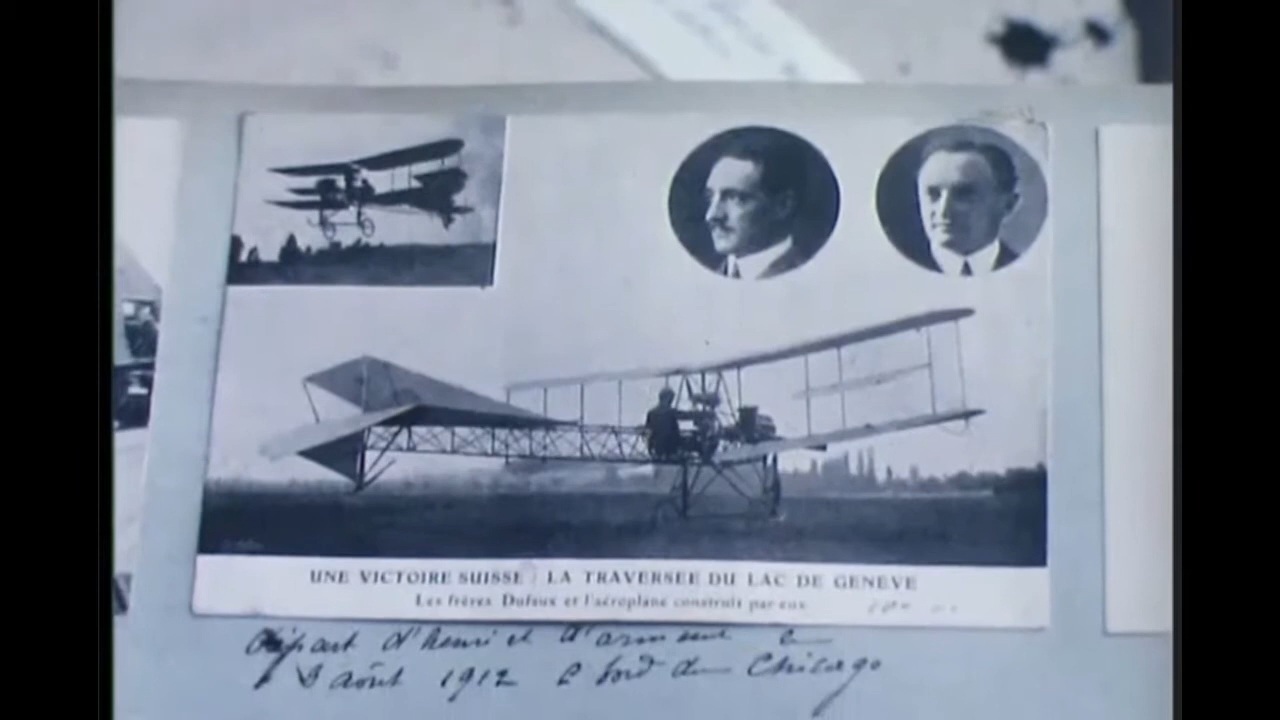 UNE VICTOIRE SUISSE : LA TRAVERSÉE DU LAC DE GENÈVE
Les frères Dufaux et l'aéroplane construit par eux
départ d'henri et d'armand le
3 août 1912 à bord du Chicago